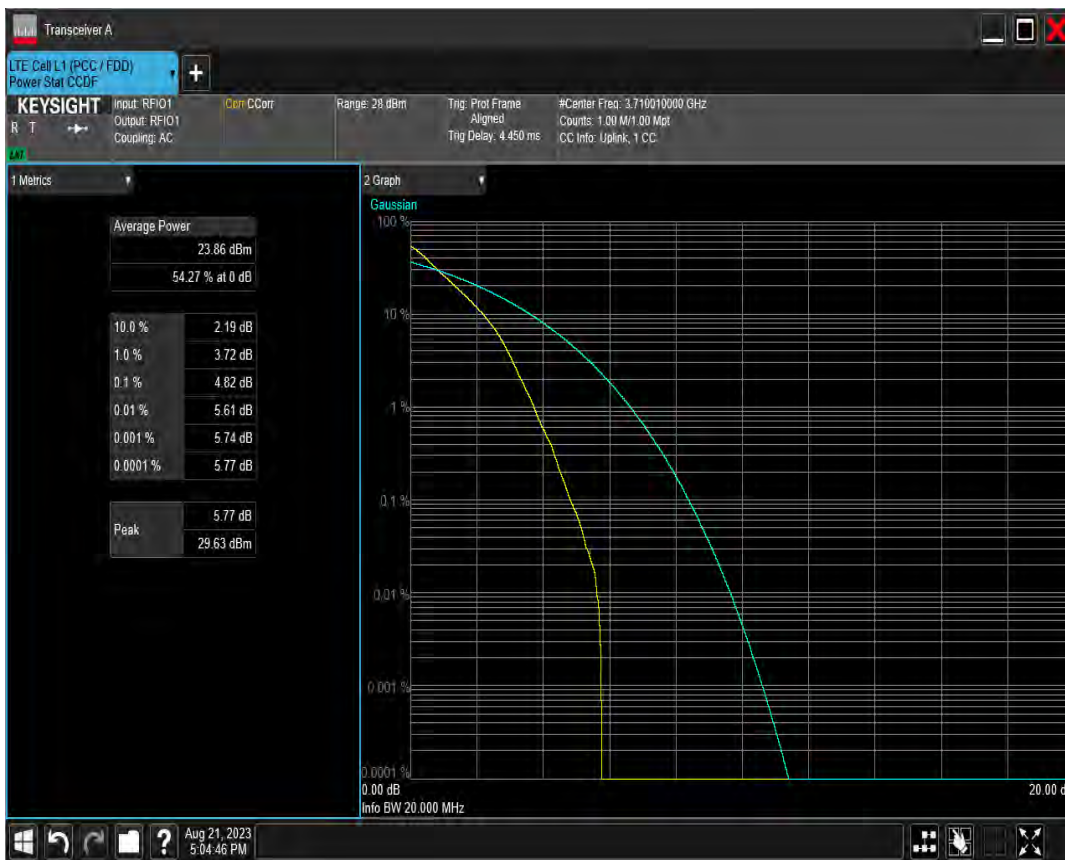 Transceiver A
LTE Cell L1 (PCC / FDD)
Power Stat CCDF
+
KEYSIGHT
R T
LNI
Input: RFIO1
Output: RFIO1
Coupling: AC
Corr CCorr
Range: 28 dBm
Trig: Prot Frame
Aligned
Trig Delay: 4.450 ms
#Center Freq: 3.710010000 GHz
Counts: 1.00 M/1.00 Mpt
CC Info: Uplink, 1 CC
1 Metrics
Average Power
23.86 dBm
54.27 % at 0 dB
10.0 % 2.19 dB
1.0 % 3.72 dB
0.1 % 4.82 dB
0.01 % 5.61 dB
0.001 % 5.74 dB
0.0001 % 5.77 dB
Peak 5.77 dB
29.63 dBm
2 Graph
Gaussian
100 %
10 %
1 %
0.1 %
0.01 %
0.001 %
0.0001 %
0.00 dB 20.00 d
Info BW 20.000 MHz
?
Aug 21, 2023
5:04:46 PM